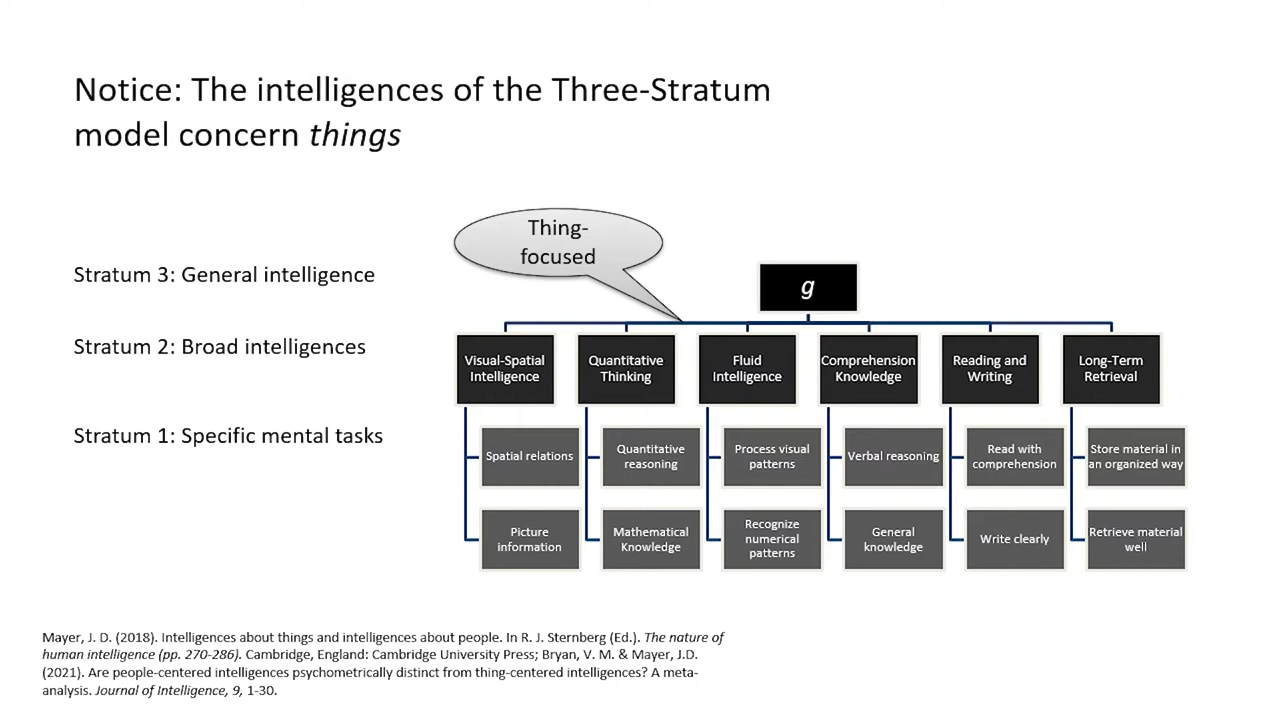 Notice: The intelligences of the Three-Stratum
model concern things
Thing-
focused
Stratum 3: General intelligence
g
Stratum 2: Broad intelligences
Visual-Spatial
Intelligence
Quantitative
Thinking
Fluid
Intelligence
Comprehension
Knowledge
Reading and
Writing
Long-Term
Retrieval
Stratum 1: Specific mental tasks
Spatial relations
Quantitative
reasoning
Process visual
patterns
Verbal reasoning
Read with
comprehension
Store material in
an organized way
Picture
information
Mathematical
Knowledge
Recognize
numerical
patterns
General
knowledge
Write clearly
Retrieve material
well
Mayer, J. D. (2018). Intelligences about things and intelligences about people. In R. J. Sternberg (Ed.). The nature of
human intelligence (pp. 270-286). Cambridge, England: Cambridge University Press; Bryan, V. M. & Mayer, J.D.
(2021). Are people-centered intelligences psychometrically distinct from thing-centered intelligences? A meta-
analysis. Journal of Intelligence, 9, 1-30.